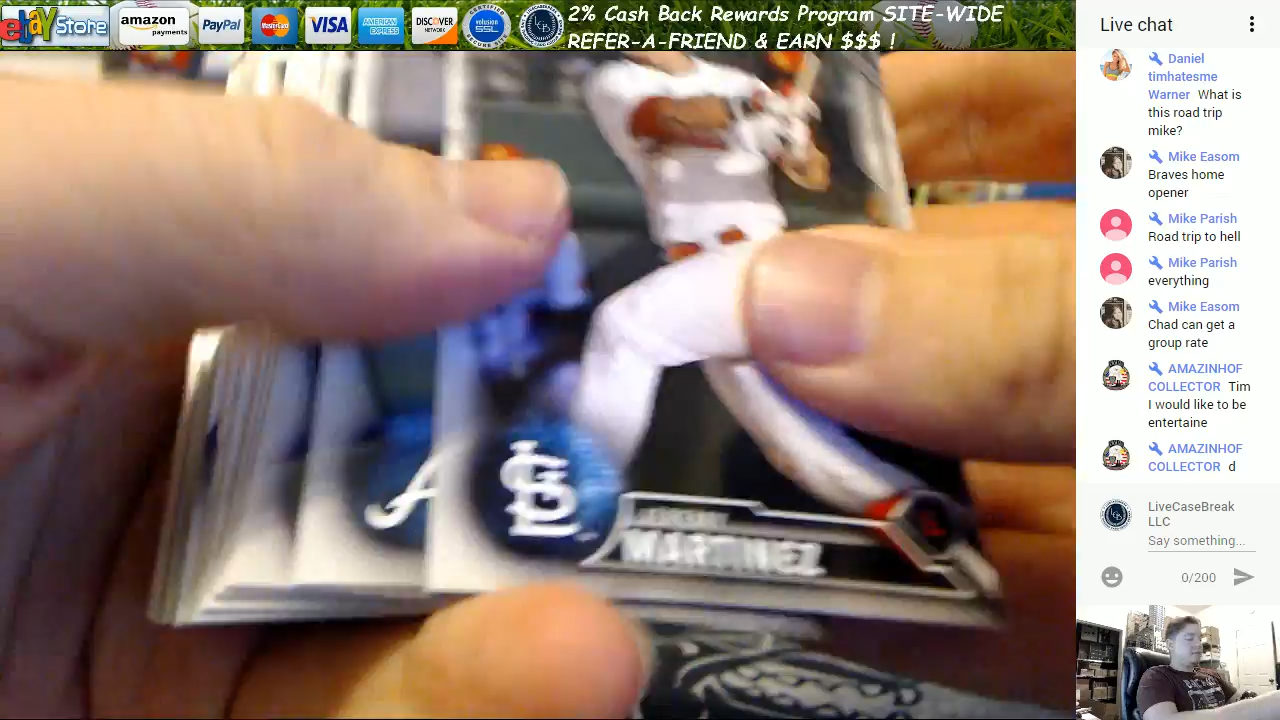 ebay Store
amazon
payments
PayPal
MasterCard
VISA
AMERICAN
EXPRESS
DISCOVER
NETWORK
volusion
SSL
LCB
2% Cash Back Rewards Program SITE-WIDE
REFER-A-FRIEND & EARN $$$ !
Live chat
Daniel
timhatesme
Warner What is
this road trip
mike?
Mike Easom
Braves home
opener
Mike Parish
Road trip to hell
Mike Parish
everything
Mike Easom
Chad can get a
group rate
AMAZINHOF
COLLECTOR Tim
I would like to be
entertaine
AMAZINHOF
COLLECTOR d
LiveCaseBreak
LLC
Say something...
0/200
A
STL
MARTINEZ